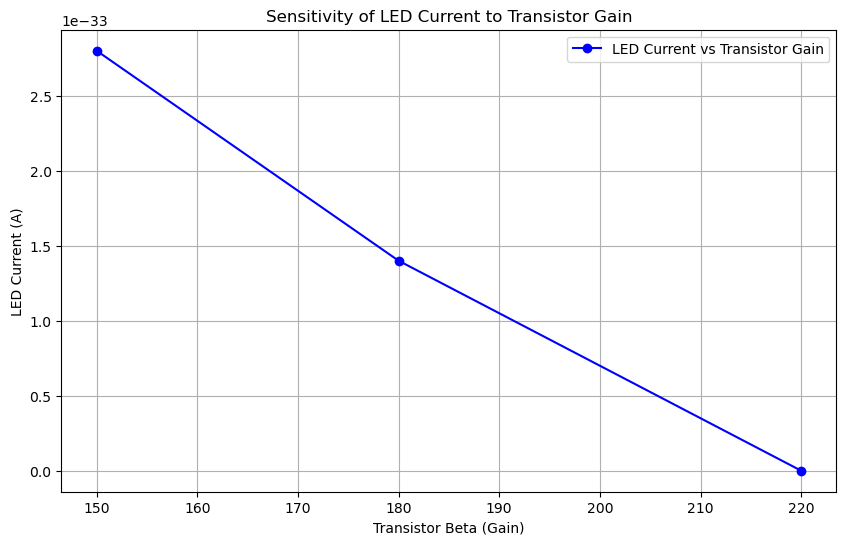 Sensitivity of LED Current to Transistor Gain
1e−33
LED Current vs Transistor Gain
2.5
2.0
1.5
1.0
0.5
0.0
LED Current (A)
150 160 170 180 190 200 210 220
Transistor Beta (Gain)